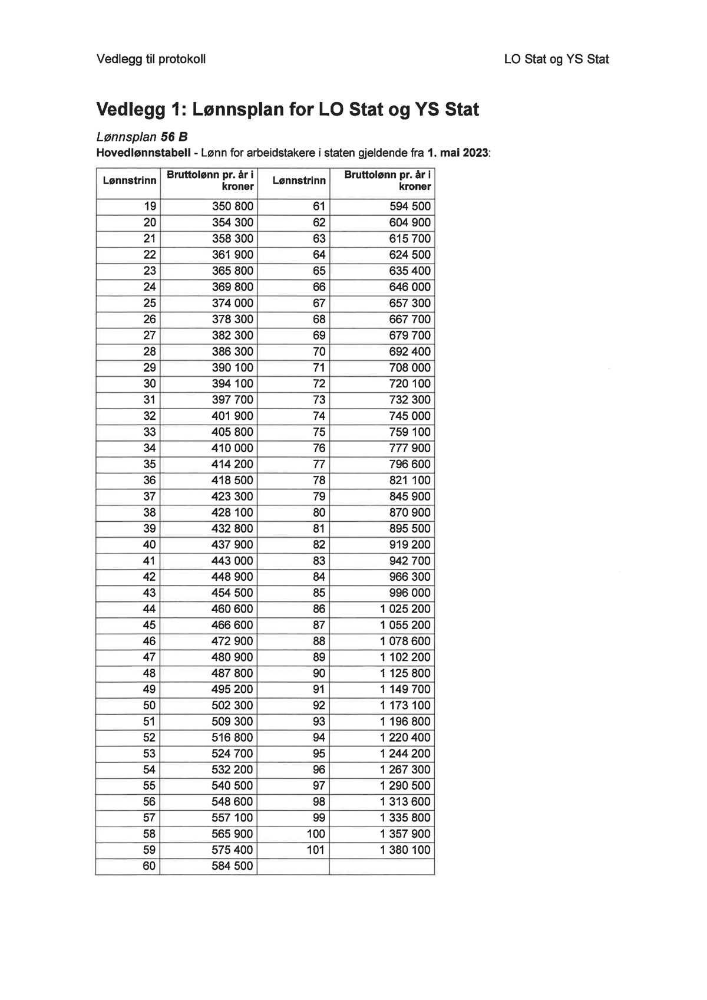 Vedlegg til protokoll LO Stat og YS Stat
Vedlegg 1: Lønnsplan for LO Stat og YS Stat
Lønnsplan 56 B
Hovedlønnstabell - Lønn for arbeidstakere i staten gjeldende fra 1. mai 2023:
Lønnstrinn Bruttolønn pr. år i kroner Lønnstrinn Bruttolønn pr. år i kroner
19 350 800 61 594 500
20 354 300 62 604 900
21 358 300 63 615 700
22 361 900 64 624 500
23 365 800 65 635 400
24 369 800 66 646 000
25 374 000 67 657 300
26 378 300 68 667 700
27 382 300 69 679 700
28 386 300 70 692 400
29 390 100 71 708 000
30 394 100 72 720 100
31 397 700 73 732 300
32 401 900 74 745 000
33 405 800 75 759 100
34 410 000 76 777 900
35 414 200 77 796 600
36 418 500 78 821 100
37 423 300 79 845 900
38 428 100 80 870 900
39 432 800 81 895 500
40 437 900 82 919 200
41 443 000 83 942 700
42 448 900 84 966 300
43 454 500 85 996 000
44 460 600 86 1 025 200
45 466 600 87 1 055 200
46 472 900 88 1 078 600
47 480 900 89 1 102 200
48 487 800 90 1 125 800
49 495 200 91 1 149 700
50 502 300 92 1 173 100
51 509 300 93 1 196 800
52 516 800 94 1 220 400
53 524 700 95 1 244 200
54 532 200 96 1 267 300
55 540 500 97 1 290 500
56 548 600 98 1 313 600
57 557 100 99 1 335 800
58 565 900 100 1 357 900
59 575 400 101 1 380 100
60 584 500